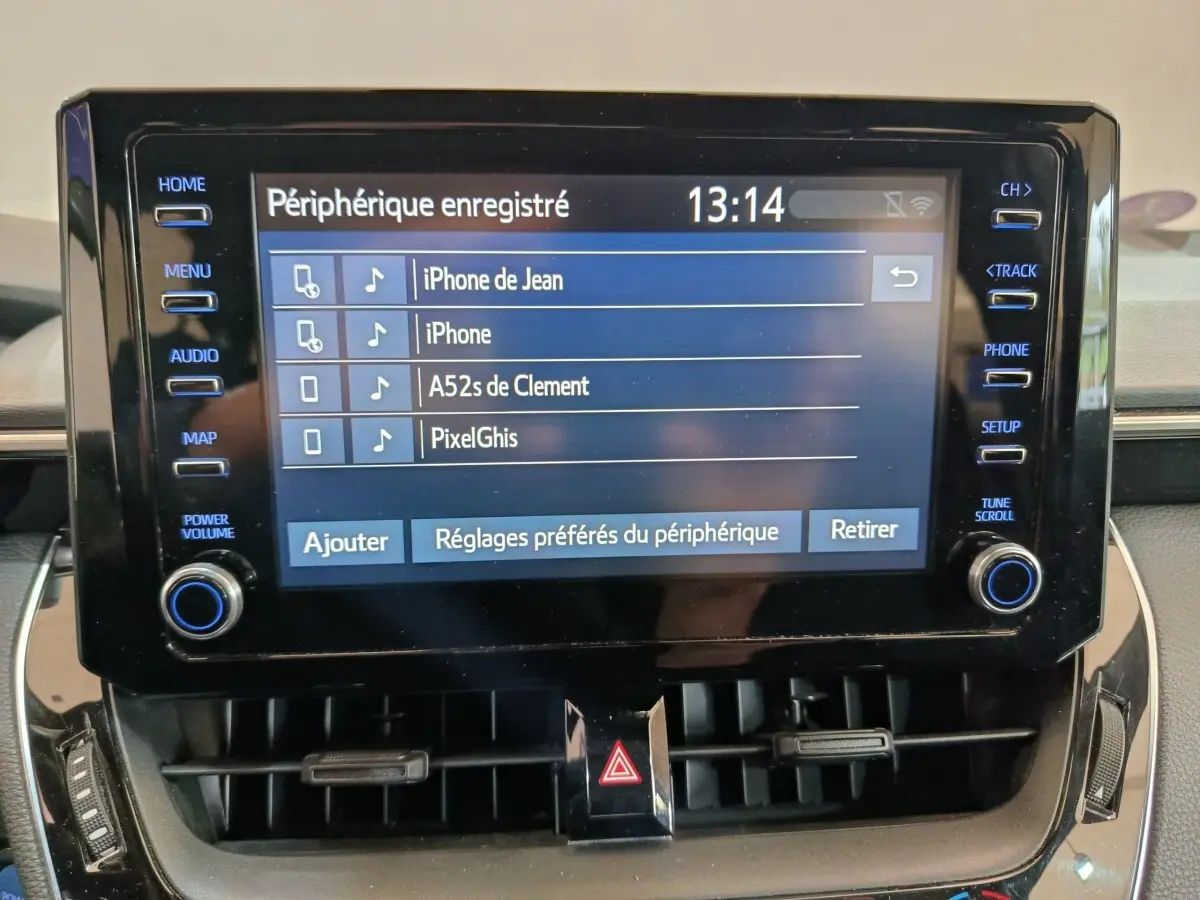 HOME
MENU
AUDIO
MAP
POWER
VOLUME
Périphérique enregistré
13:14
iPhone de Jean
iPhone
A52s de Clement
PixelGhis
Ajouter
Réglages préférés du périphérique
Retirer
CH >
<TRACK
PHONE
SETUP
TUNE
SCROLL